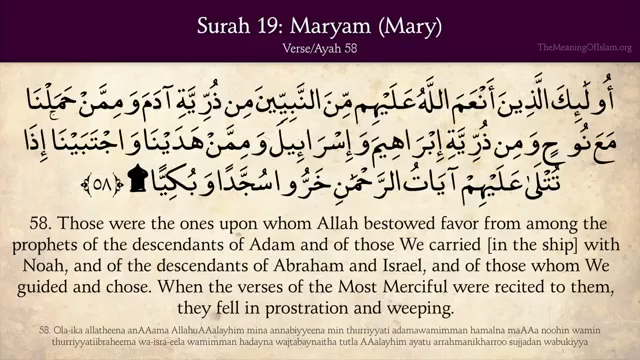 Surah 19: Maryam (Mary)
Verse/Ayah 58
TheMeaningOfIslam.org
أُولَٰئِكَ الَّذِينَ أَنْعَمَ اللَّهُ عَلَيْهِم مِّنَ النَّبِيِّينَ مِن ذُرِّيَّةِ آدَمَ وَمِمَّنْ حَمَلْنَا
مَعَ نُوحٍ وَمِن ذُرِّيَّةِ إِبْرَاهِيمَ وَإِسْرَائِيلَ وَمِمَّنْ هَدَيْنَا وَاجْتَبَيْنَا ۚ إِذَا
تُتْلَىٰ عَلَيْهِمْ آيَاتُ الرَّحْمَٰنِ خَرُّوا سُجَّدًا وَبُكِيًّا ۩ ﴿٥٨﴾
58. Those were the ones upon whom Allah bestowed favor from among the
prophets of the descendants of Adam and of those We carried [in the ship] with
Noah, and of the descendants of Abraham and Israel, and of those whom We
guided and chose. When the verses of the Most Merciful were recited to them,
they fell in prostration and weeping.
58. Ola-ika allatheena anAAama AllahuAAalayhim mina annabiyyeena min thurriyyati adamawamimman hamalna maAAa noohin wamin
thurriyyatiibraheema wa-isra-eela wamimman hadayna wajtabaynaitha tutla AAalayhim ayatu arrahmanikharroo sujjadan wabukiyya